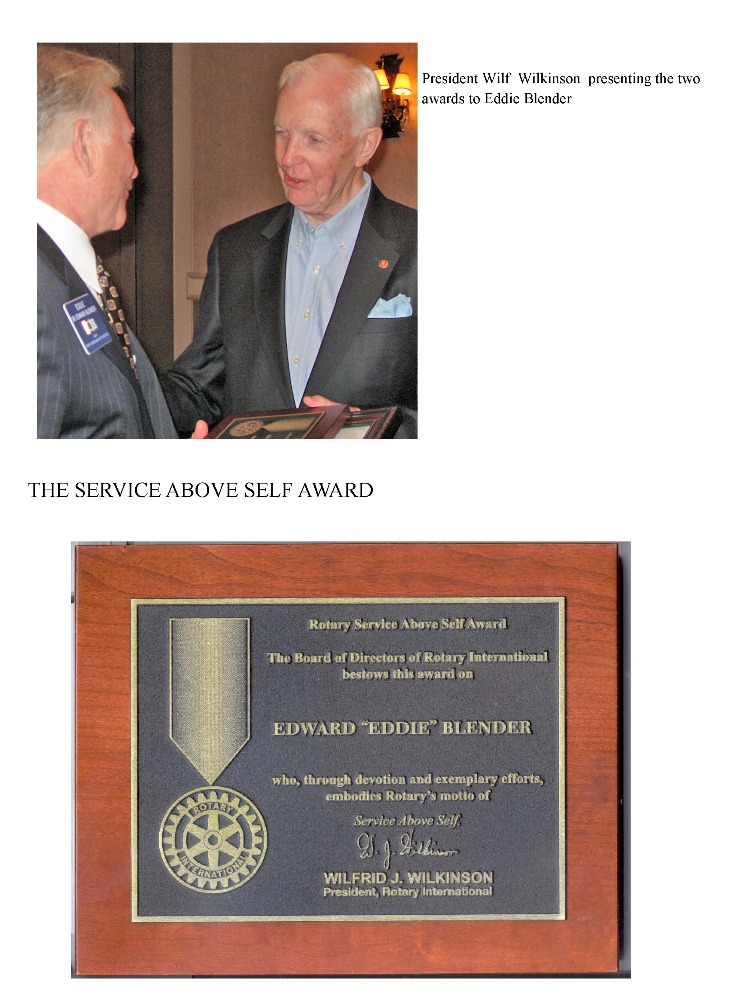 President Wilf Wilkinson presenting the two
awards to Eddie Blender
EDDIE
THE SERVICE ABOVE SELF AWARD
Rotary Service Above Self Award
The Board of Directors of Rotary International
bestows this award on
EDWARD "EDDIE" BLENDER
who, through devotion and exemplary efforts,
embodies Rotary's motto of
Service Above Self.
W. J. Wilkinson
WILFRID J. WILKINSON
President, Rotary International
ROTARY
INTERNATIONAL